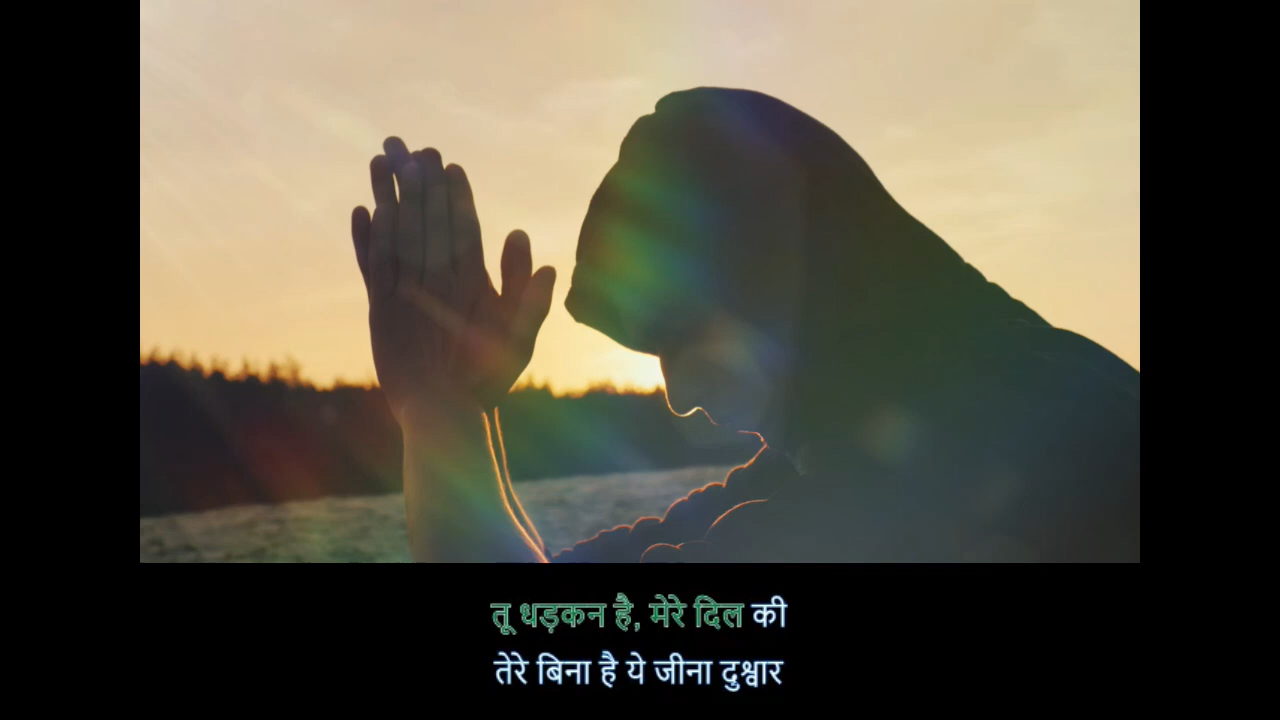 तू धड़कन है, मेरे दिल की
तेरे बिना है ये जीना दुश्वार